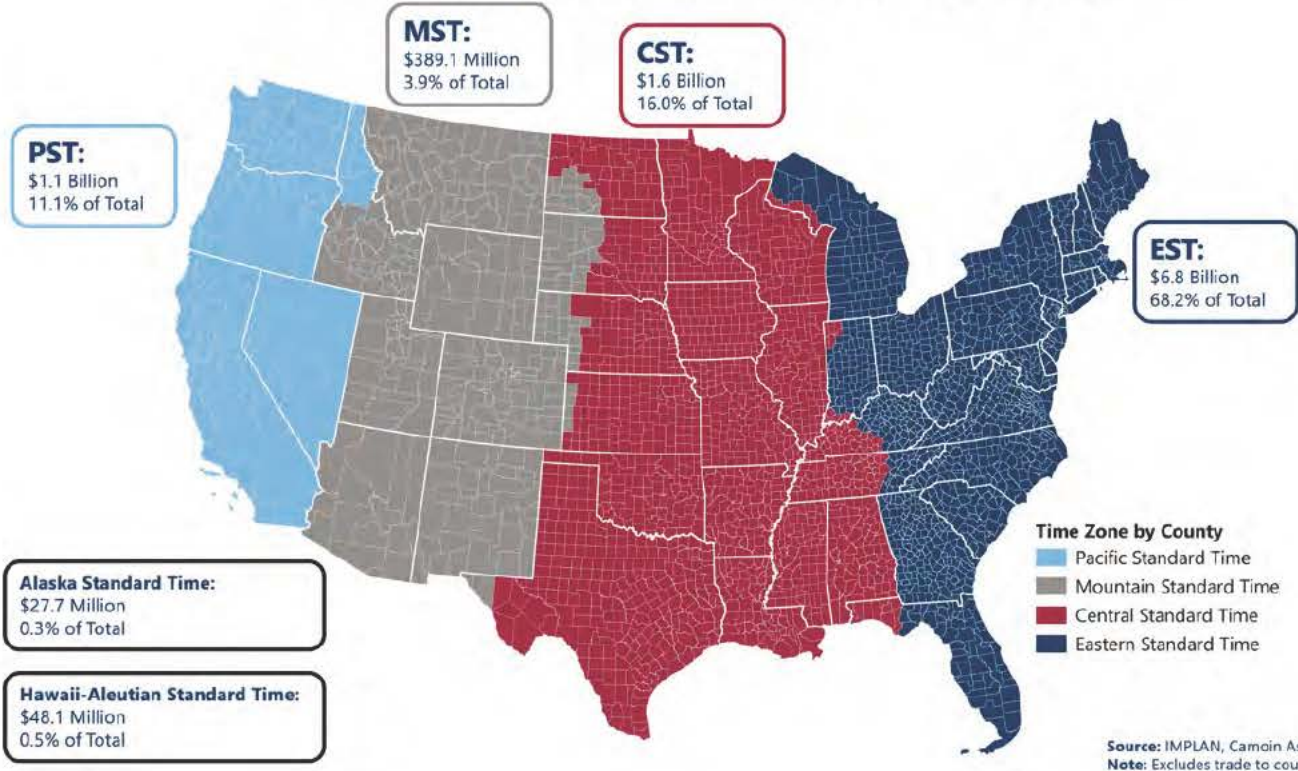 MST:
$389.1 Million
3.9% of Total
CST:
$1.6 Billion
16.0% of Total
PST:
$1.1 Billion
11.1% of Total
EST:
$6.8 Billion
68.2% of Total
Alaska Standard Time:
$27.7 Million
0.3% of Total
Hawaii-Aleutian Standard Time:
$48.1 Million
0.5% of Total
Time Zone by County
Pacific Standard Time
Mountain Standard Time
Central Standard Time
Eastern Standard Time
Source: IMPLAN, Camoin
Note: Excludes trade to